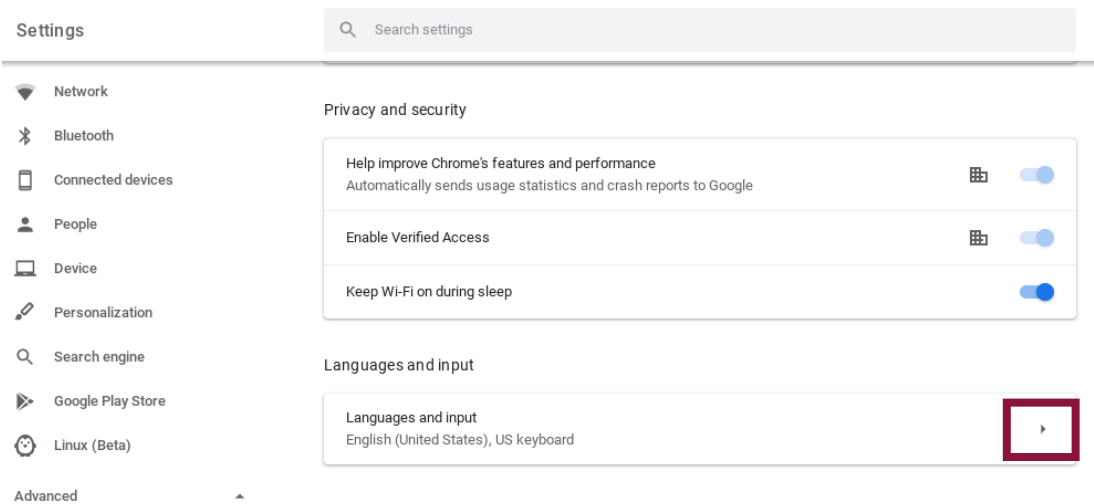 Settings
Search settings
Network
Bluetooth
Connected devices
People
Device
Personalization
Search engine
Google Play Store
Linux (Beta)
Advanced
Privacy and security
Help improve Chrome's features and performance
Automatically sends usage statistics and crash reports to Google
Enable Verified Access
Keep Wi-Fi on during sleep
Languages and input
Languages and input
English (United States), US keyboard